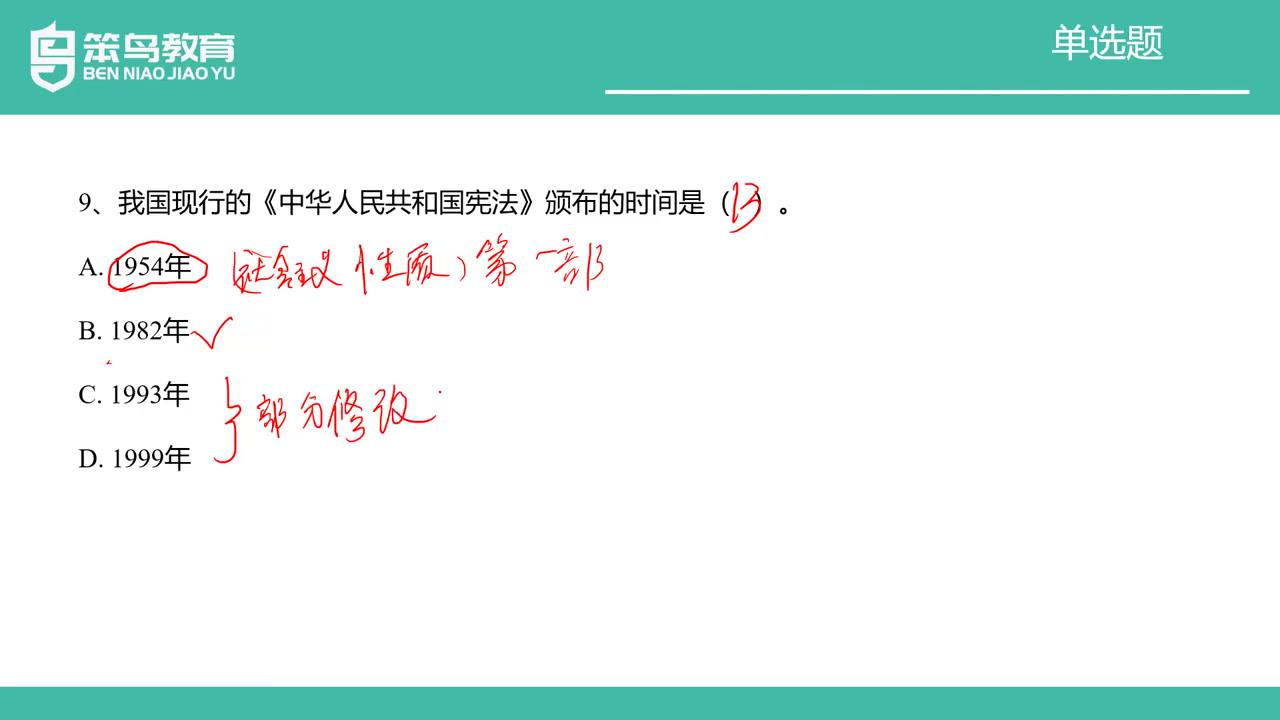 笨鸟教育
BEN NIAO JIAO YU
单选题
9、我国现行的《中华人民共和国宪法》颁布的时间是（B）。
A. 1954年 社会主义性质，第一部
B. 1982年
C. 1993年
部分修改
D. 1999年